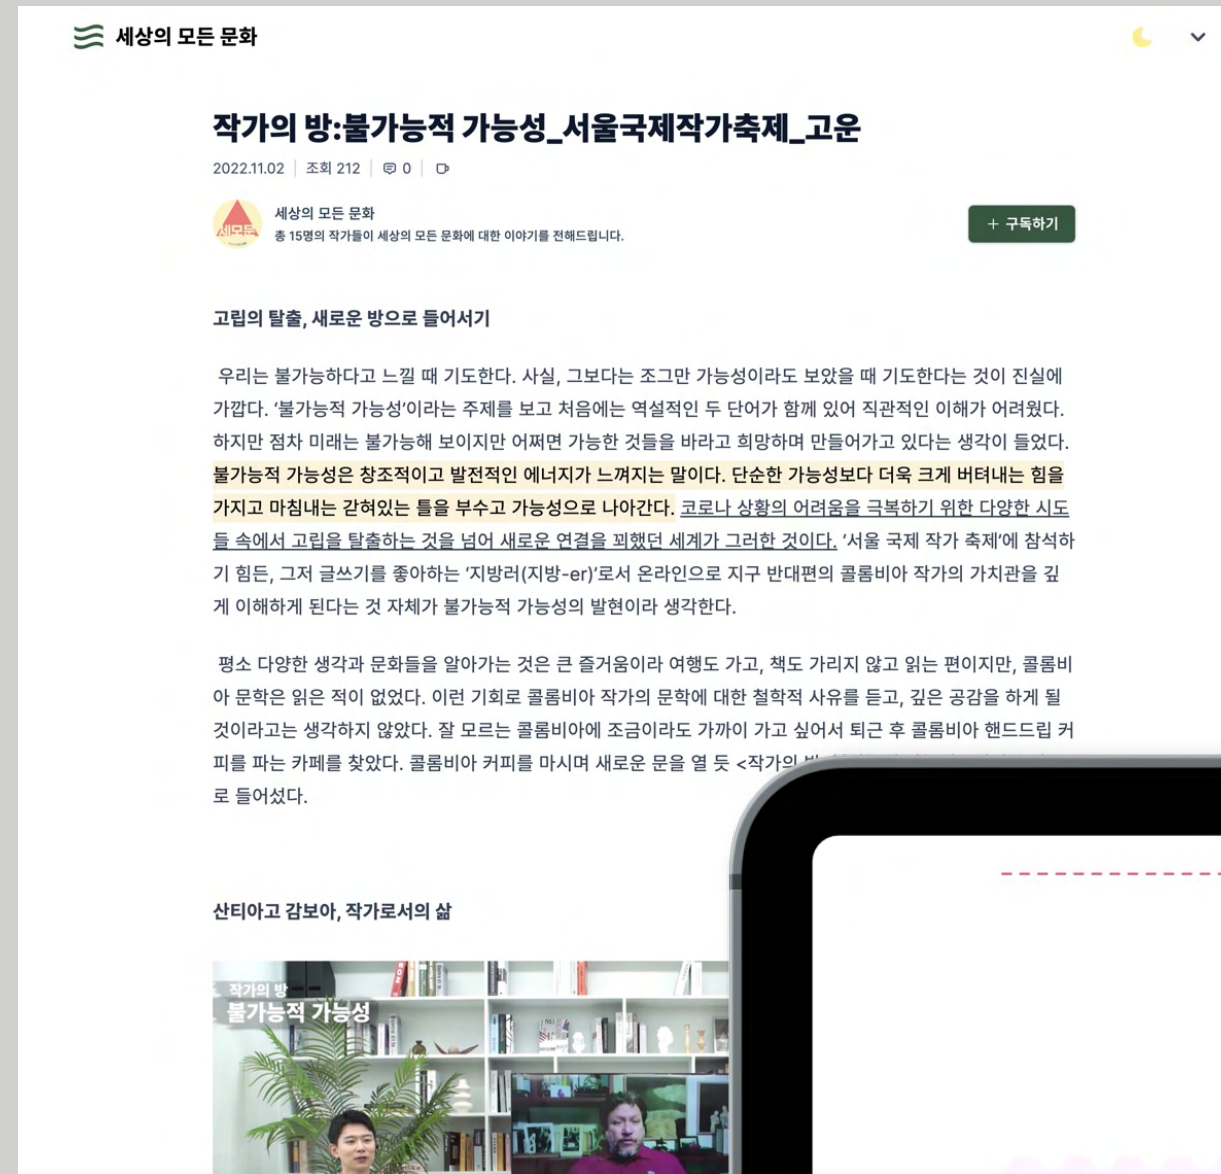 세상의 모든 문화
작가의 방:불가능적 가능성_서울국제작가축제_고운
2022.11.02 조회 212 0
세상의 모든 문화
세모문
총 15명의 작가들이 세상의 모든 문화에 대한 이야기를 전해드립니다.
+ 구독하기
고립의 탈출, 새로운 방으로 들어서기
우리는 불가능하다고 느낄 때 기도한다. 사실, 그보다는 조그만 가능성이라도 보았을 때 기도한다는 것이 진실에
가깝다. ‘불가능적 가능성’이라는 주제를 보고 처음에는 역설적인 두 단어가 함께 있어 직관적인 이해가 어려웠다.
하지만 점차 미래는 불가능해 보이지만 어쩌면 가능한 것들을 바라고 희망하며 만들어가고 있다는 생각이 들었다.
불가능적 가능성은 창조적이고 발전적인 에너지가 느껴지는 말이다. 단순한 가능성보다 더욱 크게 버텨내는 힘을
가지고 마침내는 갇혀있는 틀을 부수고 가능성으로 나아간다. 코로나 상황의 어려움을 극복하기 위한 다양한 시도
들 속에서 고립을 탈출하는 것을 넘어 새로운 연결을 꾀했던 세계가 그러한 것이다. ‘서울 국제 작가 축제’에 참석하
기 힘든, 그저 글쓰기를 좋아하는 ‘지방러(지방-er)’로서 온라인으로 지구 반대편의 콜롬비아 작가의 가치관을 깊
게 이해하게 된다는 것 자체가 불가능적 가능성의 발현이라 생각한다.
평소 다양한 생각과 문화들을 알아가는 것은 큰 즐거움이라 여행도 가고, 책도 가리지 않고 읽는 편이지만, 콜롬비
아 문학은 읽은 적이 없었다. 이런 기회로 콜롬비아 작가의 문학에 대한 철학적 사유를 듣고, 깊은 공감을 하게 될
것이라고는 생각하지 않았다. 잘 모르는 콜롬비아에 조금이라도 가까이 가고 싶어서 퇴근 후 콜롬비아 핸드드립 커
피를 파는 카페를 찾았다. 콜롬비아 커피를 마시며 새로운 문을 열 듯 <작가의
로 들어섰다.
산티아고 감보아, 작가로서의 삶
작가의 방
불가능적 가능성